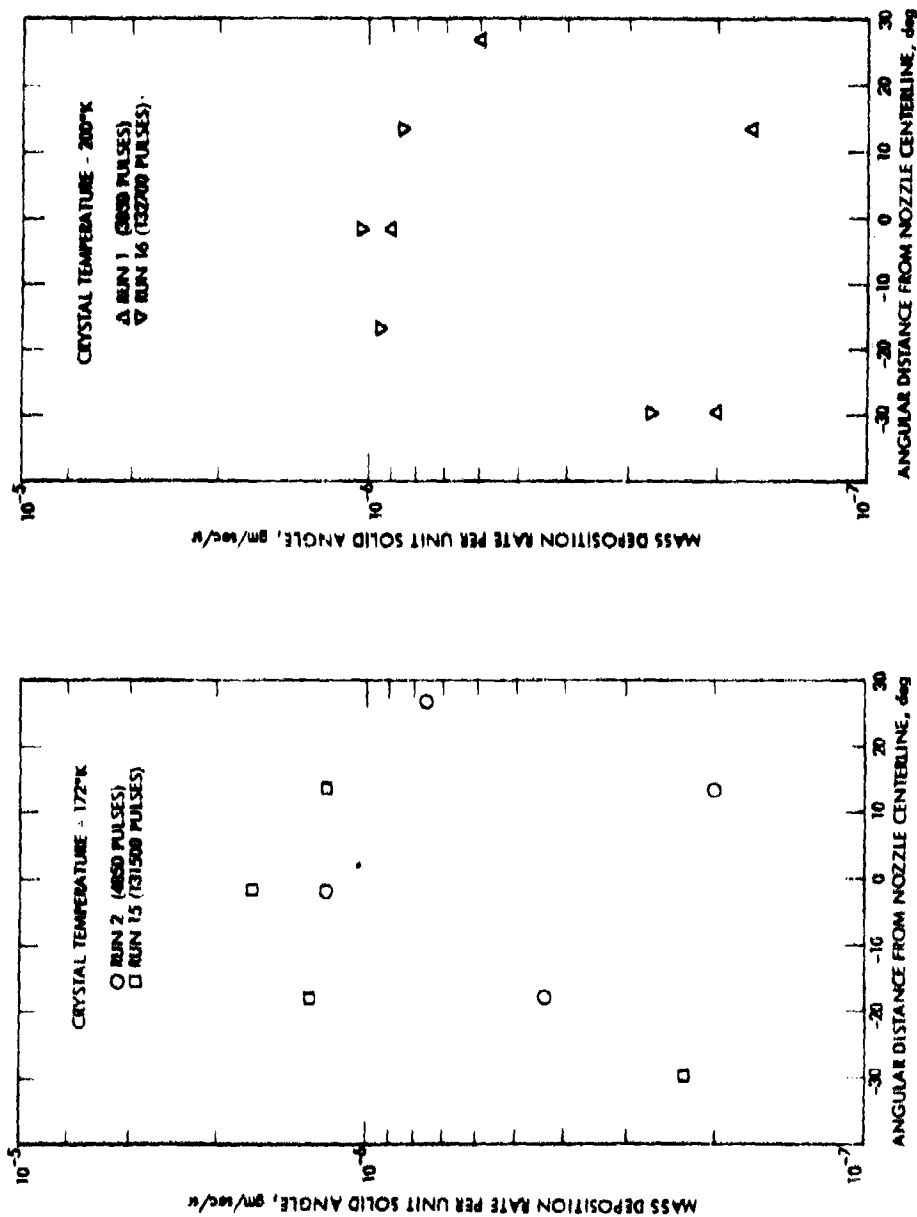 CRYSTAL TEMPERATURE - 172°K
RUN 2 (4850 PULSES)
RUN 15 (131500 PULSES)
10⁻⁵
10⁻⁶
10⁻⁷
MASS DEPOSITION RATE PER UNIT SOLID ANGLE, gm/sec/sr
-30
-20
-10
0
10
20
30
ANGULAR DISTANCE FROM NOZZLE CENTERLINE, deg
CRYSTAL TEMPERATURE - 200°K
RUN 1 (3850 PULSES)
RUN 16 (132700 PULSES)
10⁻⁵
10⁻⁶
10⁻⁷
MASS DEPOSITION RATE PER UNIT SOLID ANGLE, gm/sec/sr
-30
-20
-10
0
10
20
30
ANGULAR DISTANCE FROM NOZZLE CENTERLINE, deg